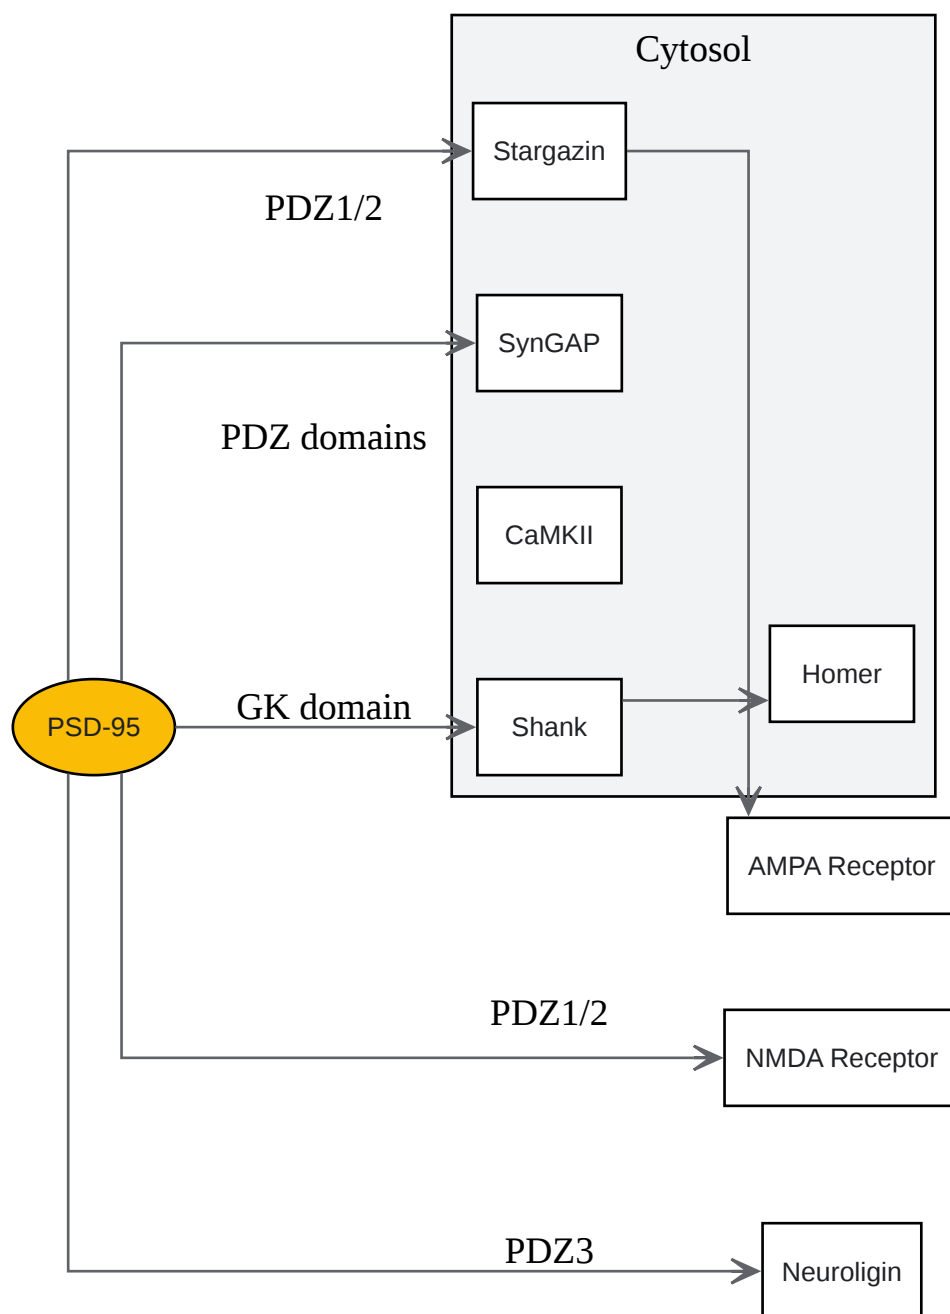 Cytosol
Stargazin
PDZ1/2
SynGAP
PDZ domains
CaMKII
Homer
GK domain
PSD-95
Shank
AMPA Receptor
PDZ1/2
NMDA Receptor
PDZ3
Neuroligin